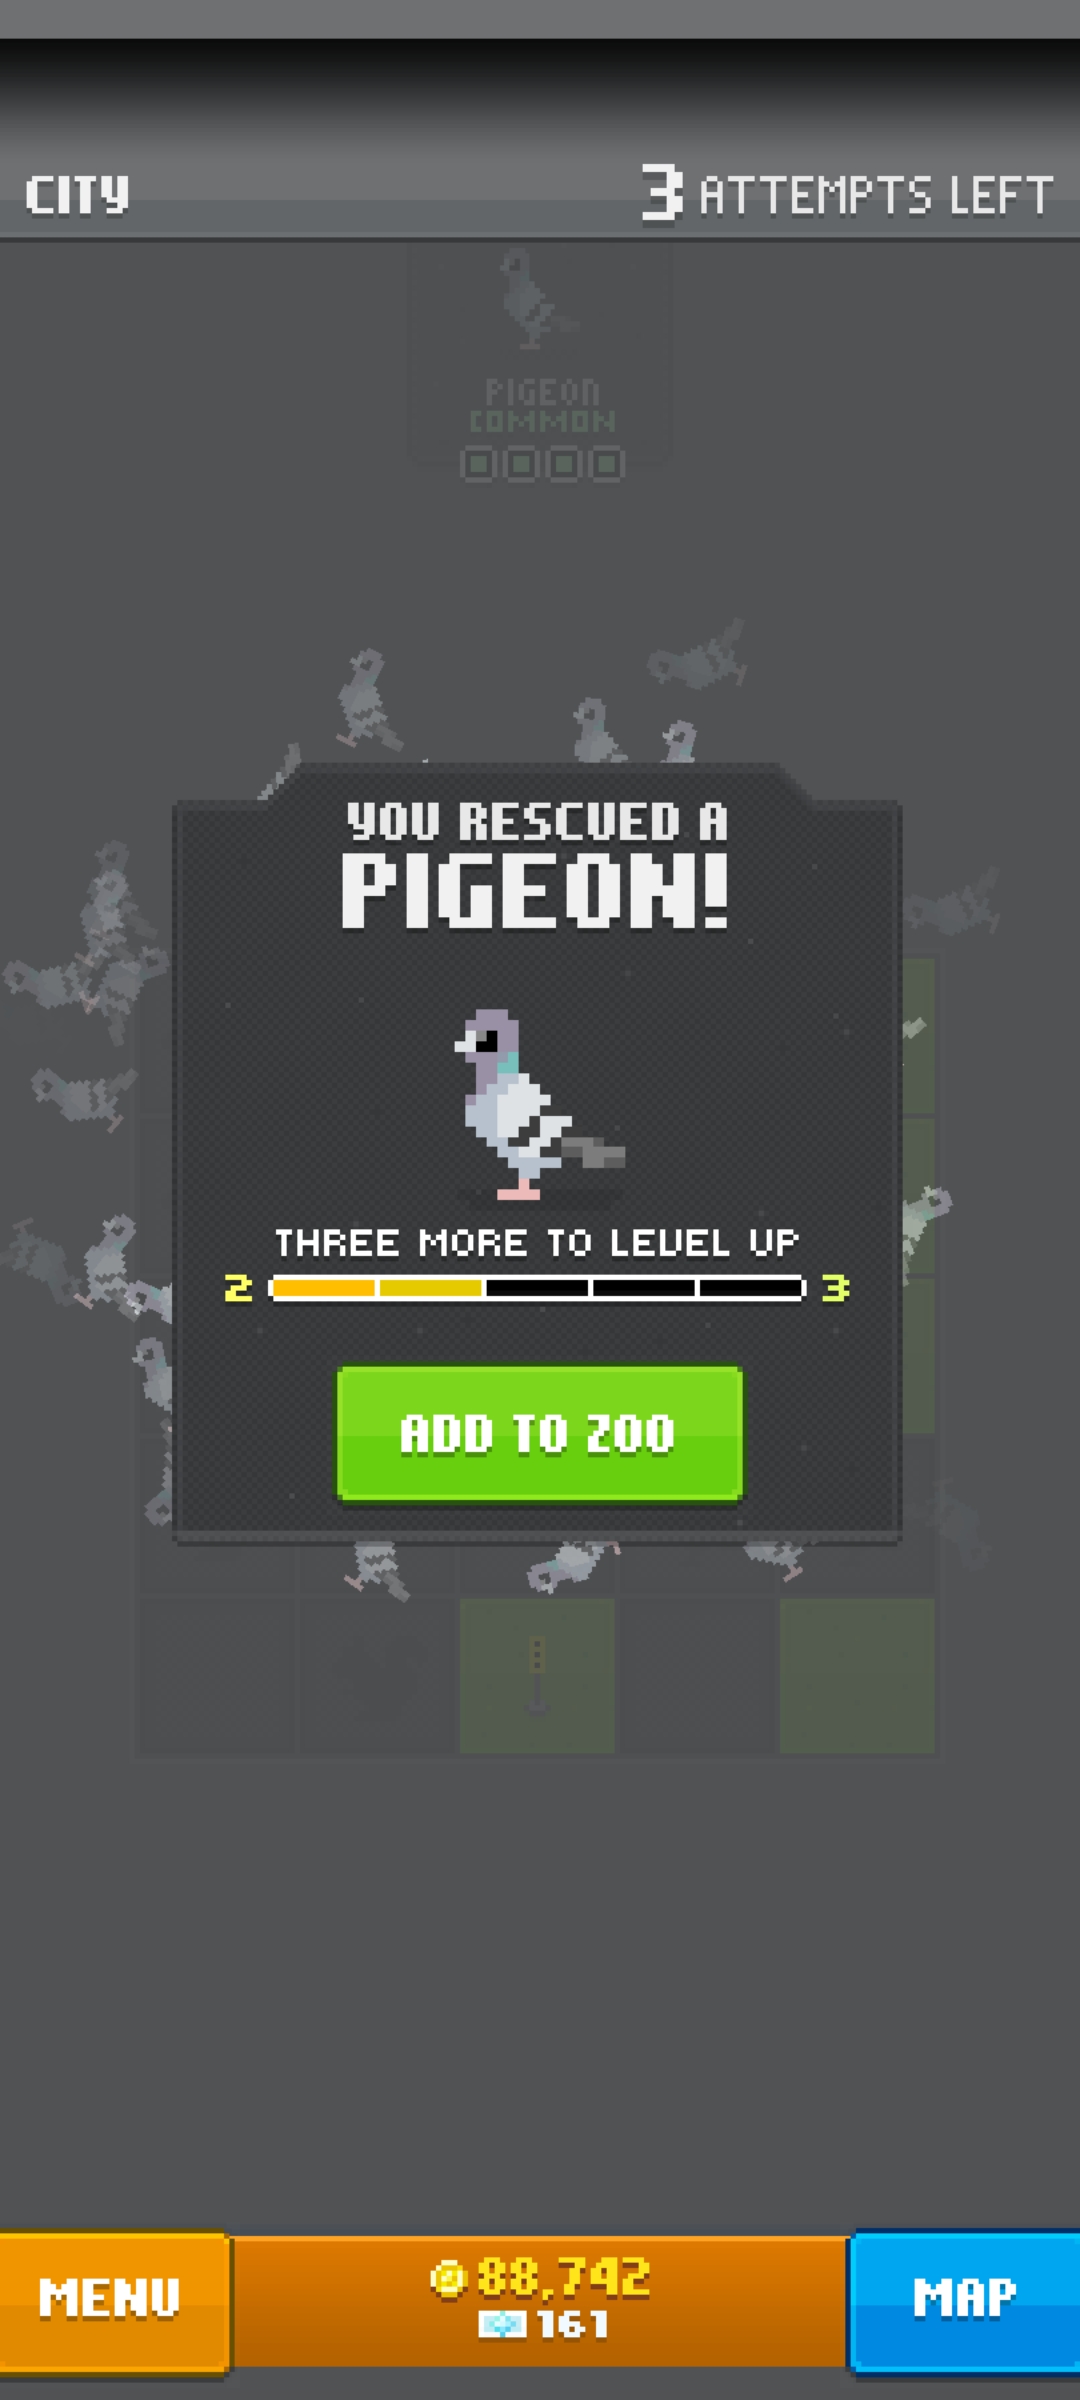 CITY
3 ATTEMPTS LEFT
PIGEON
COMMON
YOU RESCUED A
PIGEON!
THREE MORE TO LEVEL UP
2 3
ADD TO ZOO
MENU
88,742
161
MAP